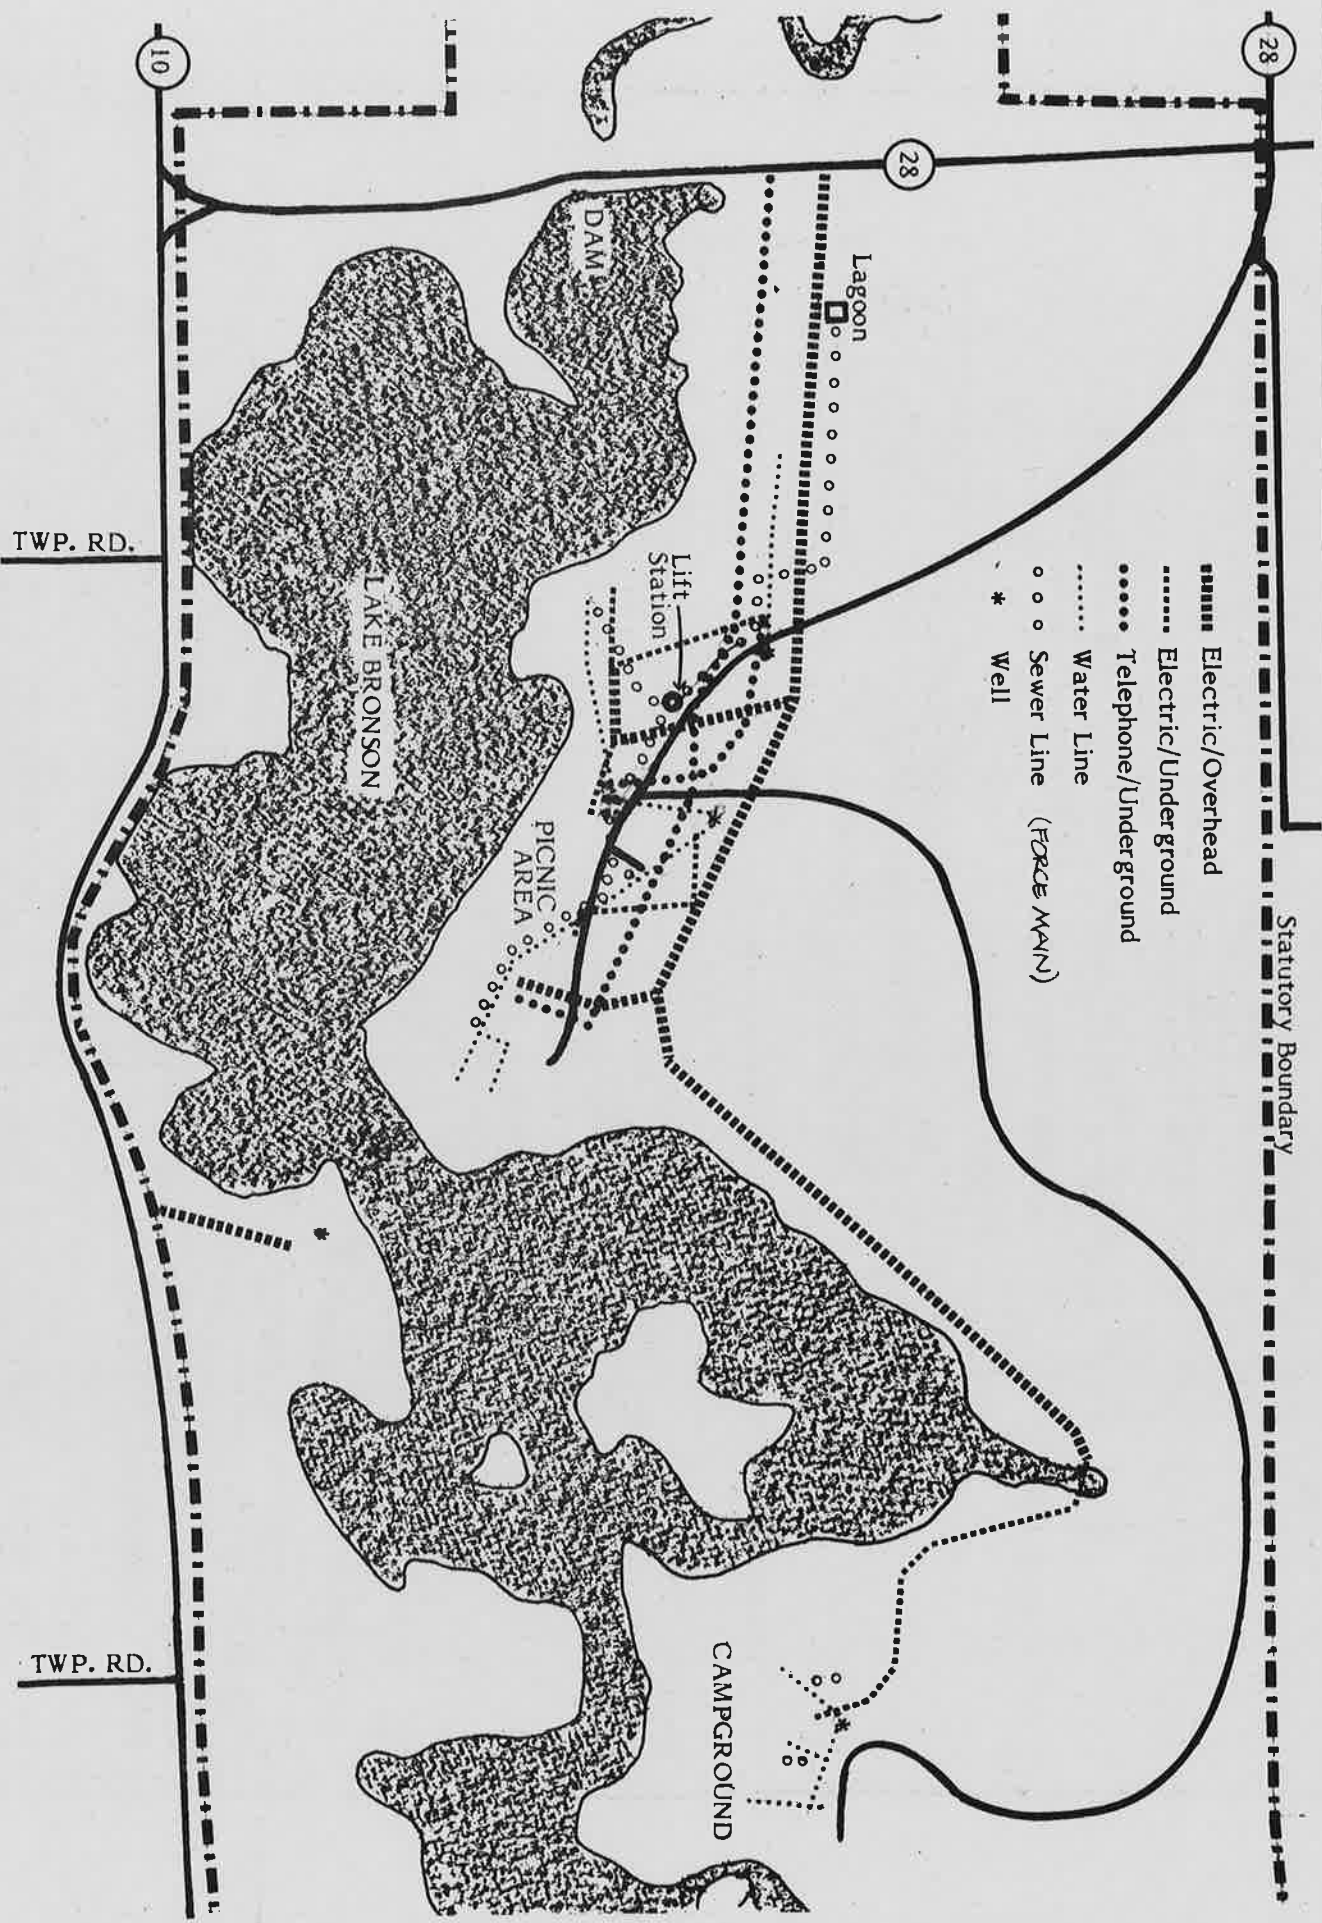 28
Statutory Boundary
Electric/Overhead
Electric/Underground
Telephone/Underground
Water Line
Sewer Line (FORCE MAIN)
* Well
28
Lagoon
Lift
Station
DAM
PICNIC
AREA
CAMPGROUND
LAKE BRONSON
10
TWP. RD.
TWP. RD.